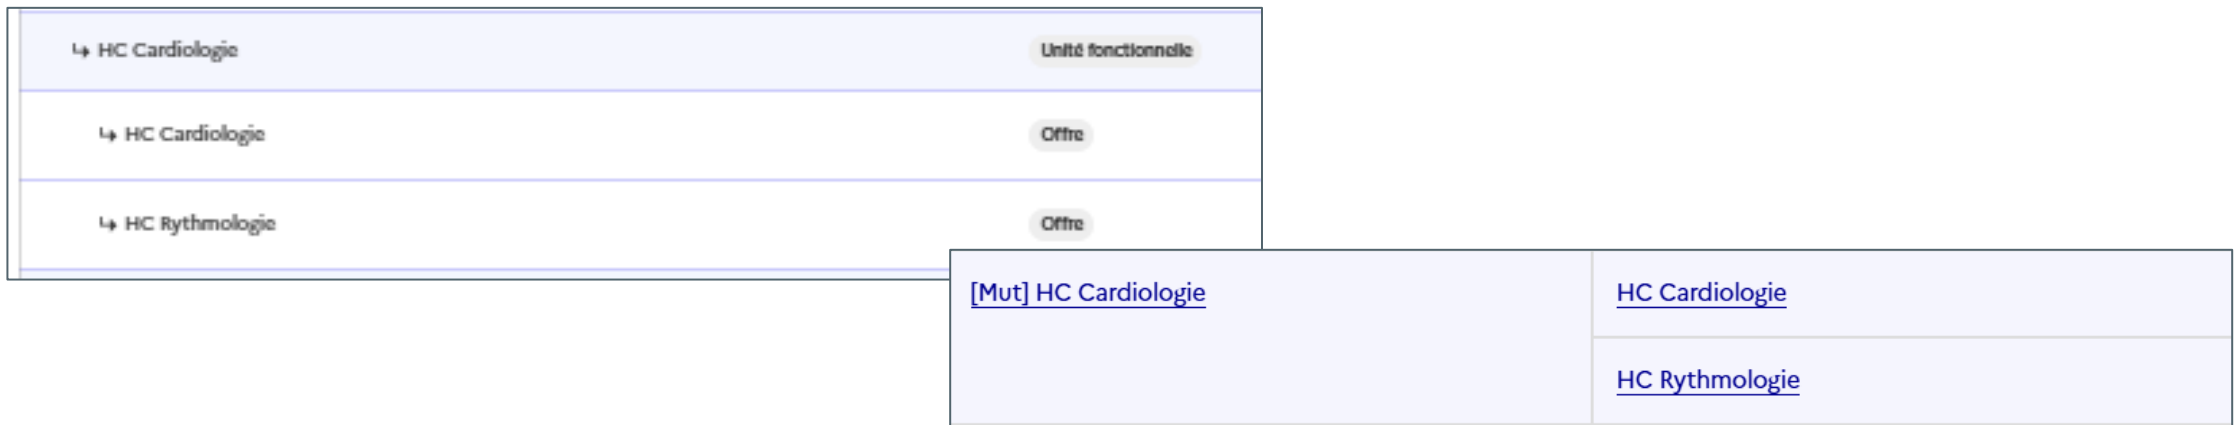 ↳ HC Cardiologie Unité fonctionnelle
↳ HC Cardiologie Offre
↳ HC Rythmologie Offre
[Mut] HC Cardiologie HC Cardiologie
HC Rythmologie